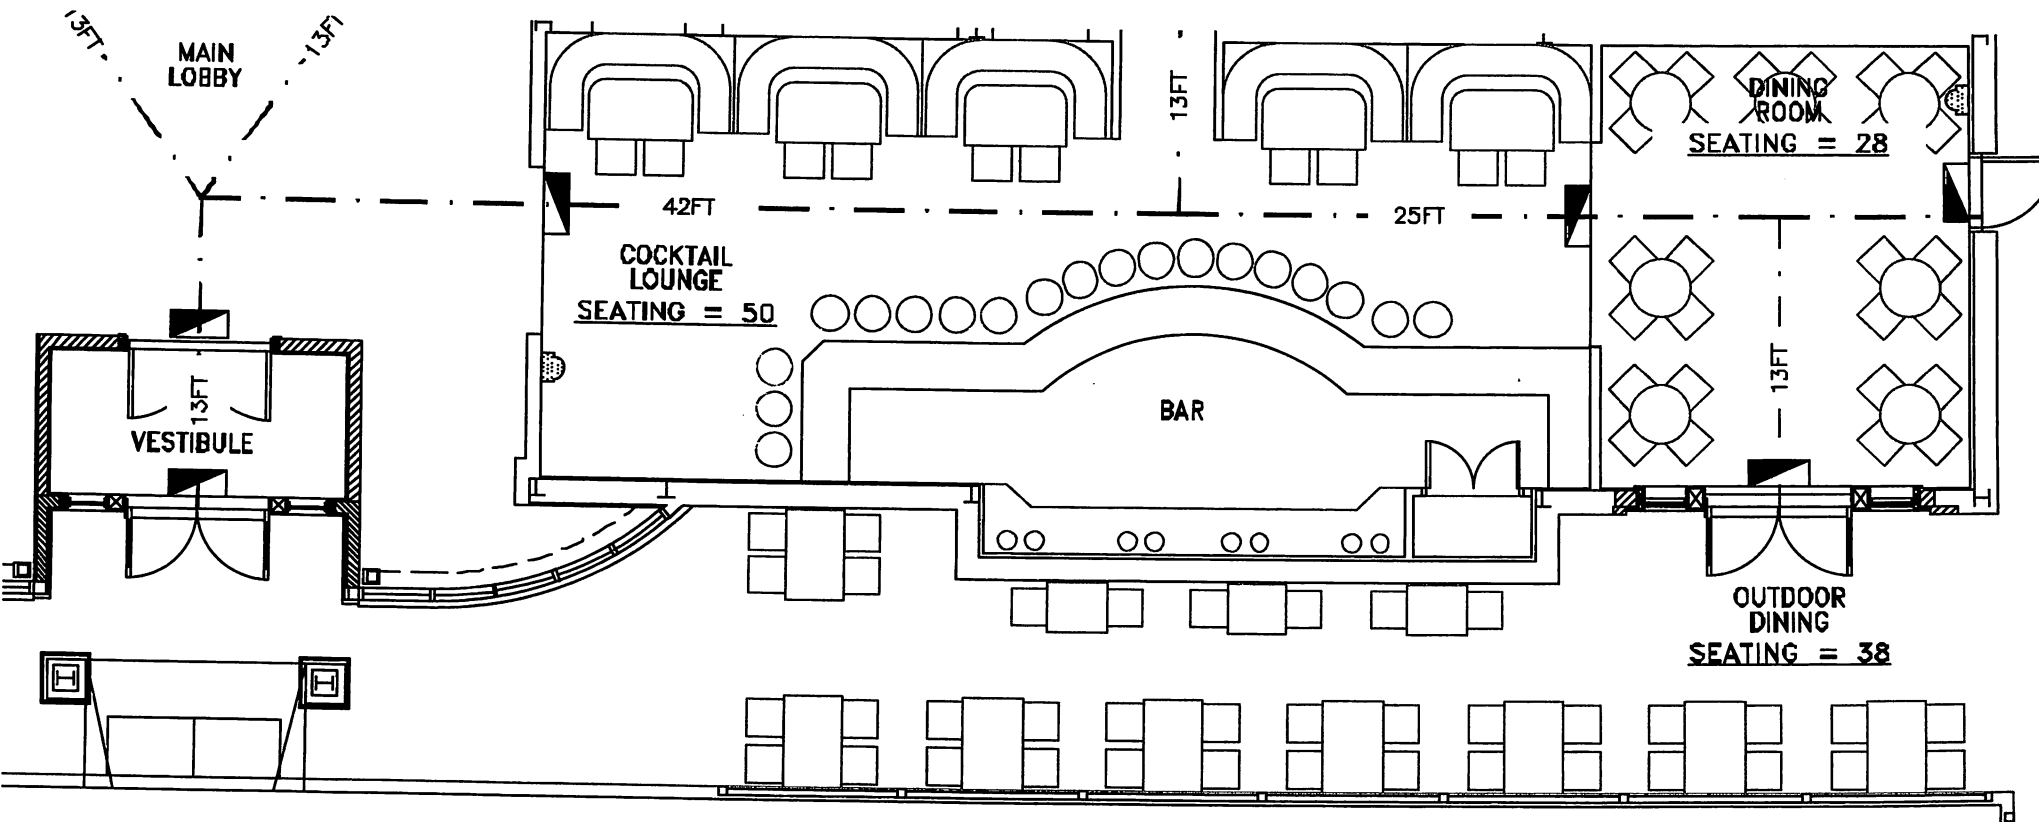 13FT
13FT
MAIN
LOBBY
13FT
DINING
ROOM
SEATING = 28
42FT
25FT
COCKTAIL
LOUNGE
SEATING = 50
13FT
13FT
BAR
VESTIBULE
OUTDOOR
DINING
SEATING = 38